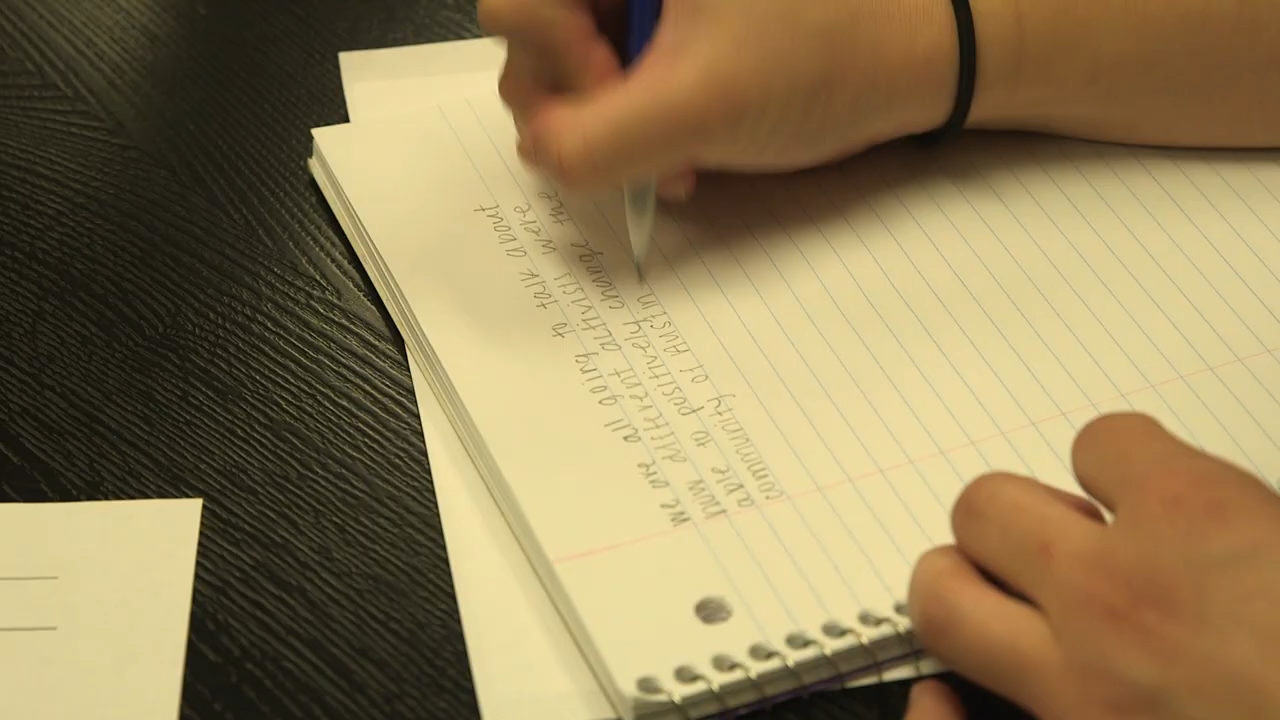 we are all going to talk about
how different activists were
able to positively change the
community of Austin